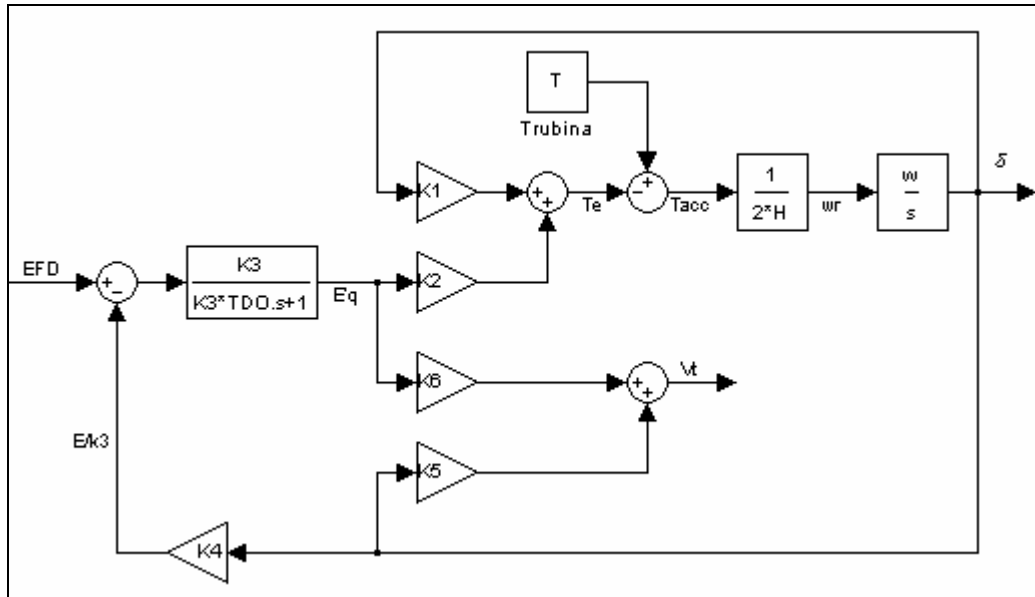 T
Trubina
δ
K1
Te
Tacc
1
2*H
wr
w
s
EFD
K3
K3*TDO.s+1
Eq
K2
K6
Vt
E/k3
K5
K4